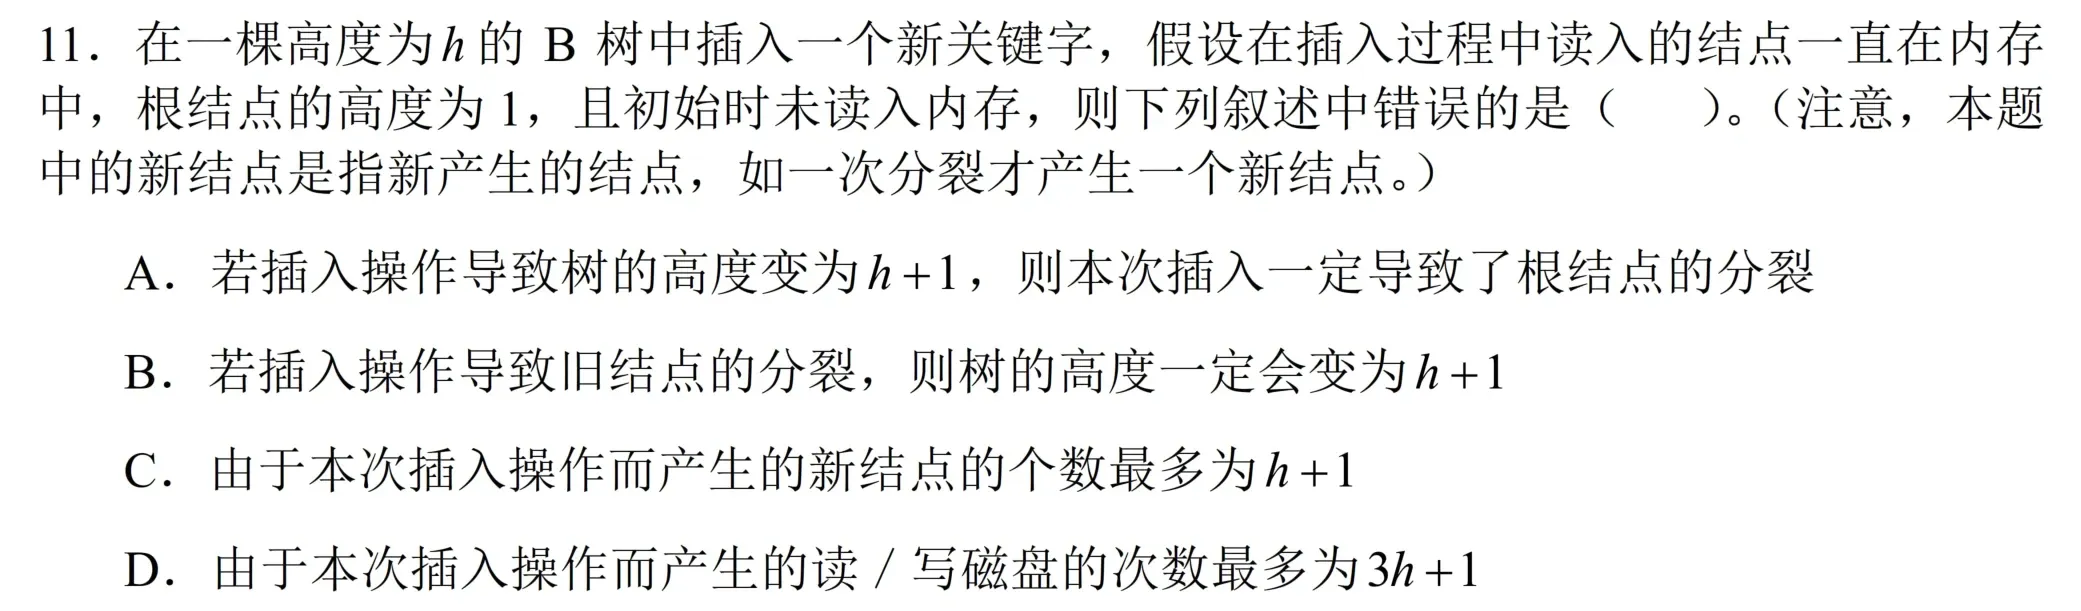 11．在一棵高度为h的 B 树中插入一个新关键字，假设在插入过程中读入的结点一直在内存
中，根结点的高度为 1，且初始时未读入内存，则下列叙述中错误的是（　　）。（注意，本题
中的新结点是指新产生的结点，如一次分裂才产生一个新结点。）
A．若插入操作导致树的高度变为h+1，则本次插入一定导致了根结点的分裂
B．若插入操作导致旧结点的分裂，则树的高度一定会变为h+1
C．由于本次插入操作而产生的新结点的个数最多为h+1
D．由于本次插入操作而产生的读／写磁盘的次数最多为3h+1